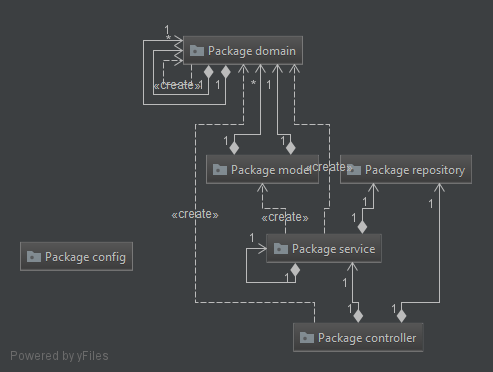 1
*
Package domain
«create»
1
1
*
1
1
1
Package model
«create»
Package repository
«create»
«create»
1
1
1
1
Package service
Package config
1
1
1
1
Package controller
Powered by yFiles